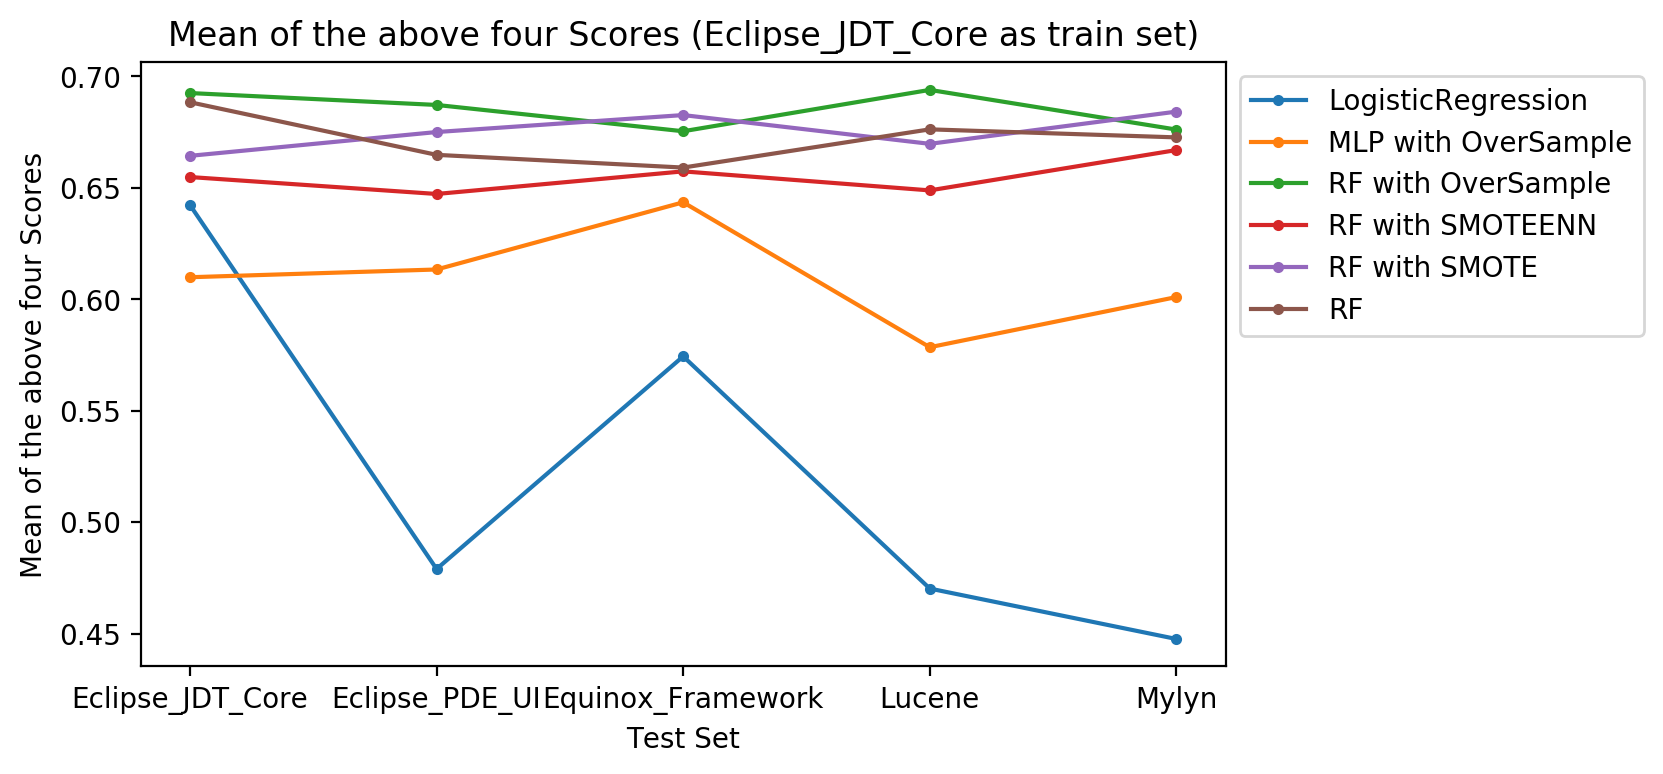 Mean of the above four Scores (Eclipse_JDT_Core as train set)
Mean of the above four Scores
0.70
0.65
0.60
0.55
0.50
0.45
Eclipse_JDT_Core
Eclipse_PDE_UI
Equinox_Framework
Lucene
Mylyn
Test Set
LogisticRegression
MLP with OverSample
RF with OverSample
RF with SMOTEENN
RF with SMOTE
RF